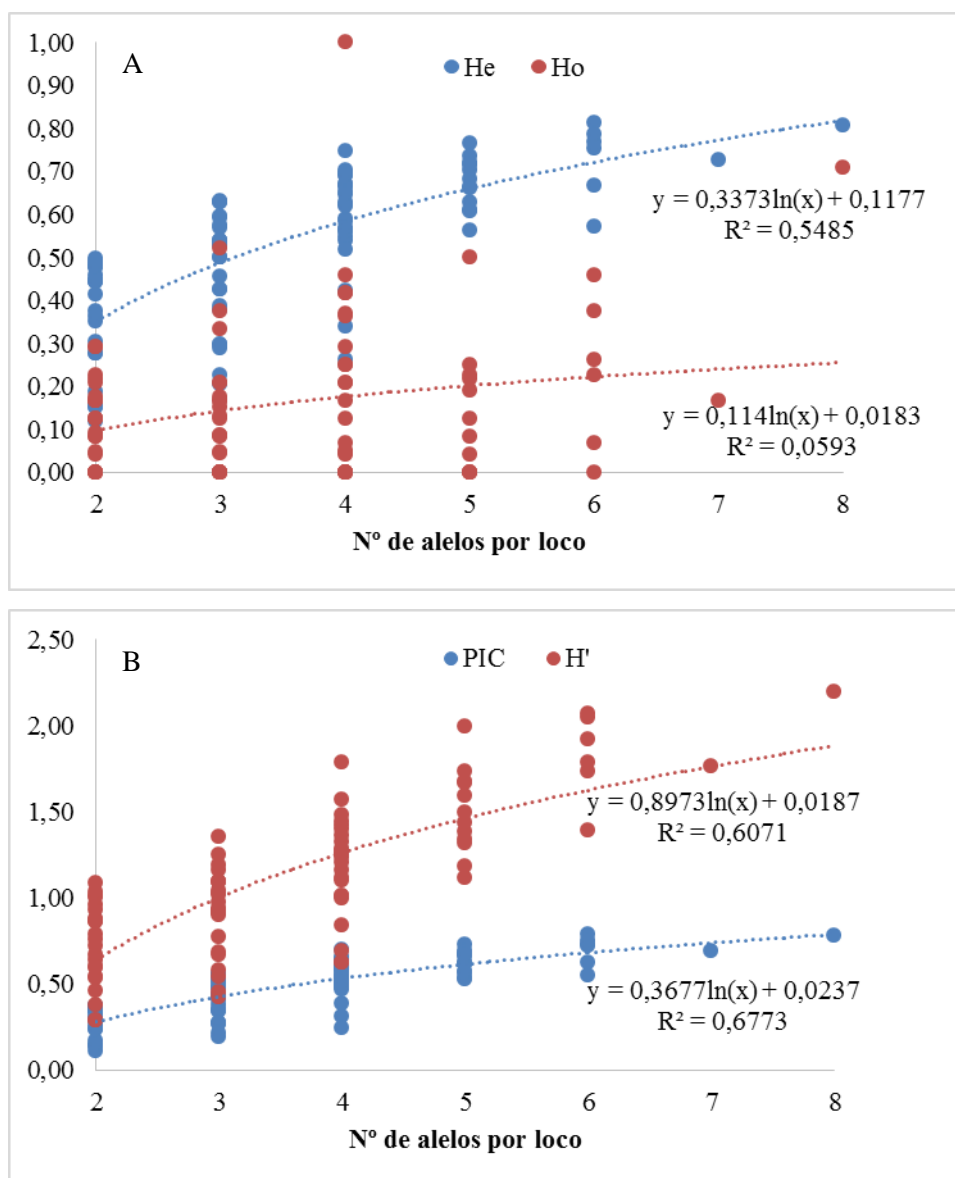 A
He Ho
1,00
0,90
0,80
0,70
0,60
0,50
0,40
0,30
0,20
0,10
0,00
y = 0,3373ln(x) + 0,1177
R² = 0,5485
y = 0,114ln(x) + 0,0183
R² = 0,0593
2 3 4 5 6 7 8
Nº de alelos por loco
B
PIC H'
2,50
2,00
1,50
1,00
0,50
0,00
y = 0,8973ln(x) + 0,0187
R² = 0,6071
y = 0,3677ln(x) + 0,0237
R² = 0,6773
2 3 4 5 6 7 8
Nº de alelos por loco